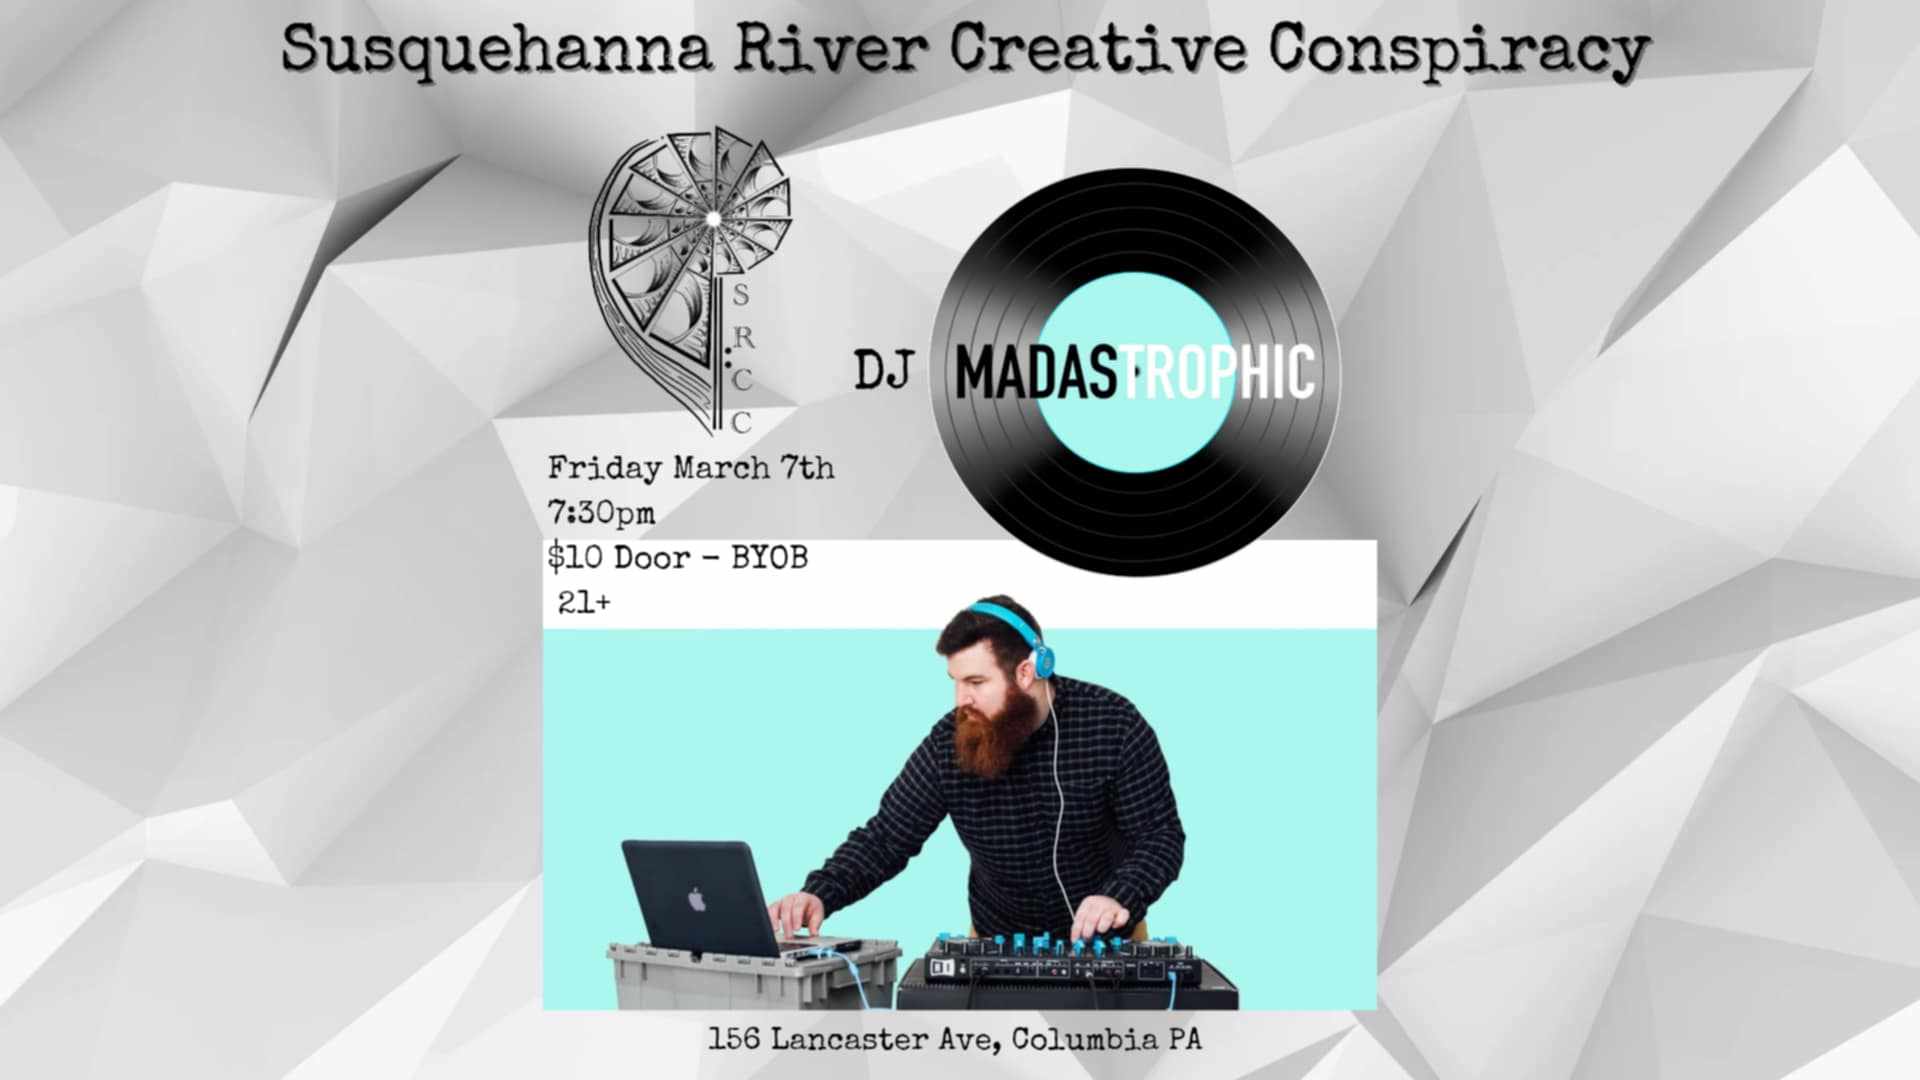 Susquehanna River Creative Conspiracy
S
R
C
C
DJ MADASTROPHIC
Friday March 7th
7:30pm
$10 Door - BYOB
21+
156 Lancaster Ave, Columbia PA